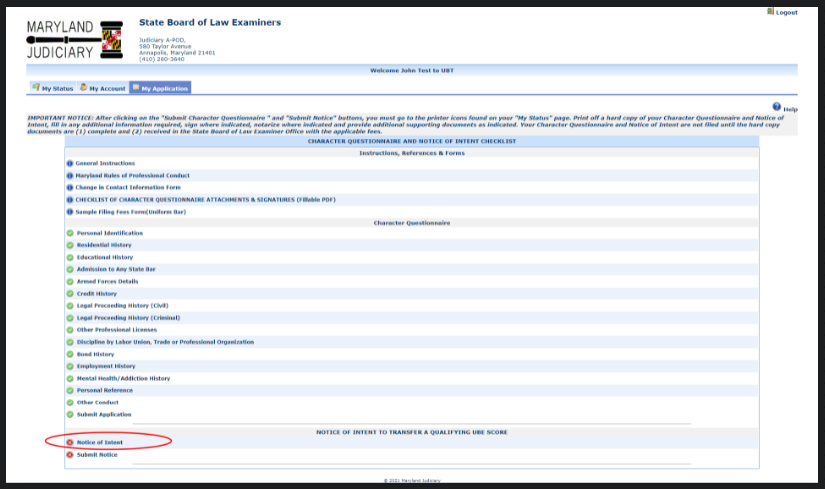 Logout
MARYLAND
JUDICIARY
State Board of Law Examiners
Judiciary A-POD,
580 Taylor Avenue
Annapolis, Maryland 21401
(410) 260-3640
Welcome John Test to UBT
My Status My Account My Application
Help
IMPORTANT NOTICE: After clicking on the "Submit Character Questionnaire " and "Submit Notice" buttons, you must go to the printer icons found on your "My Status" page. Print off a hard copy of your Character Questionnaire and Notice of
Intent, fill in any additional information required, sign where indicated, notarize where indicated and provide additional supporting documents as indicated. Your Character Questionnaire and Notice of Intent are not filed until the hard copy
documents are (1) complete and (2) received in the State Board of Law Examiner Office with the applicable fees.
CHARACTER QUESTIONNAIRE AND NOTICE OF INTENT CHECKLIST
Instructions, References & Forms
General Instructions
Maryland Rules of Professional Conduct
Change in Contact Information Form
CHECKLIST OF CHARACTER QUESTIONNAIRE ATTACHMENTS & SIGNATURES (Fillable PDF)
Sample Filing Fees Form(Uniform Bar)
Character Questionnaire
Personal Identification
Residential History
Educational History
Admission to Any State Bar
Armed Forces Details
Credit History
Legal Proceeding History (Civil)
Legal Proceeding History (Criminal)
Other Professional Licenses
Discipline by Labor Union, Trade or Professional Organization
Bond History
Employment History
Mental Health/Addiction History
Personal Reference
Other Conduct
Submit Application
NOTICE OF INTENT TO TRANSFER A QUALIFYING UBE SCORE
Notice of Intent
Submit Notice
© 2021 Maryland Judiciary